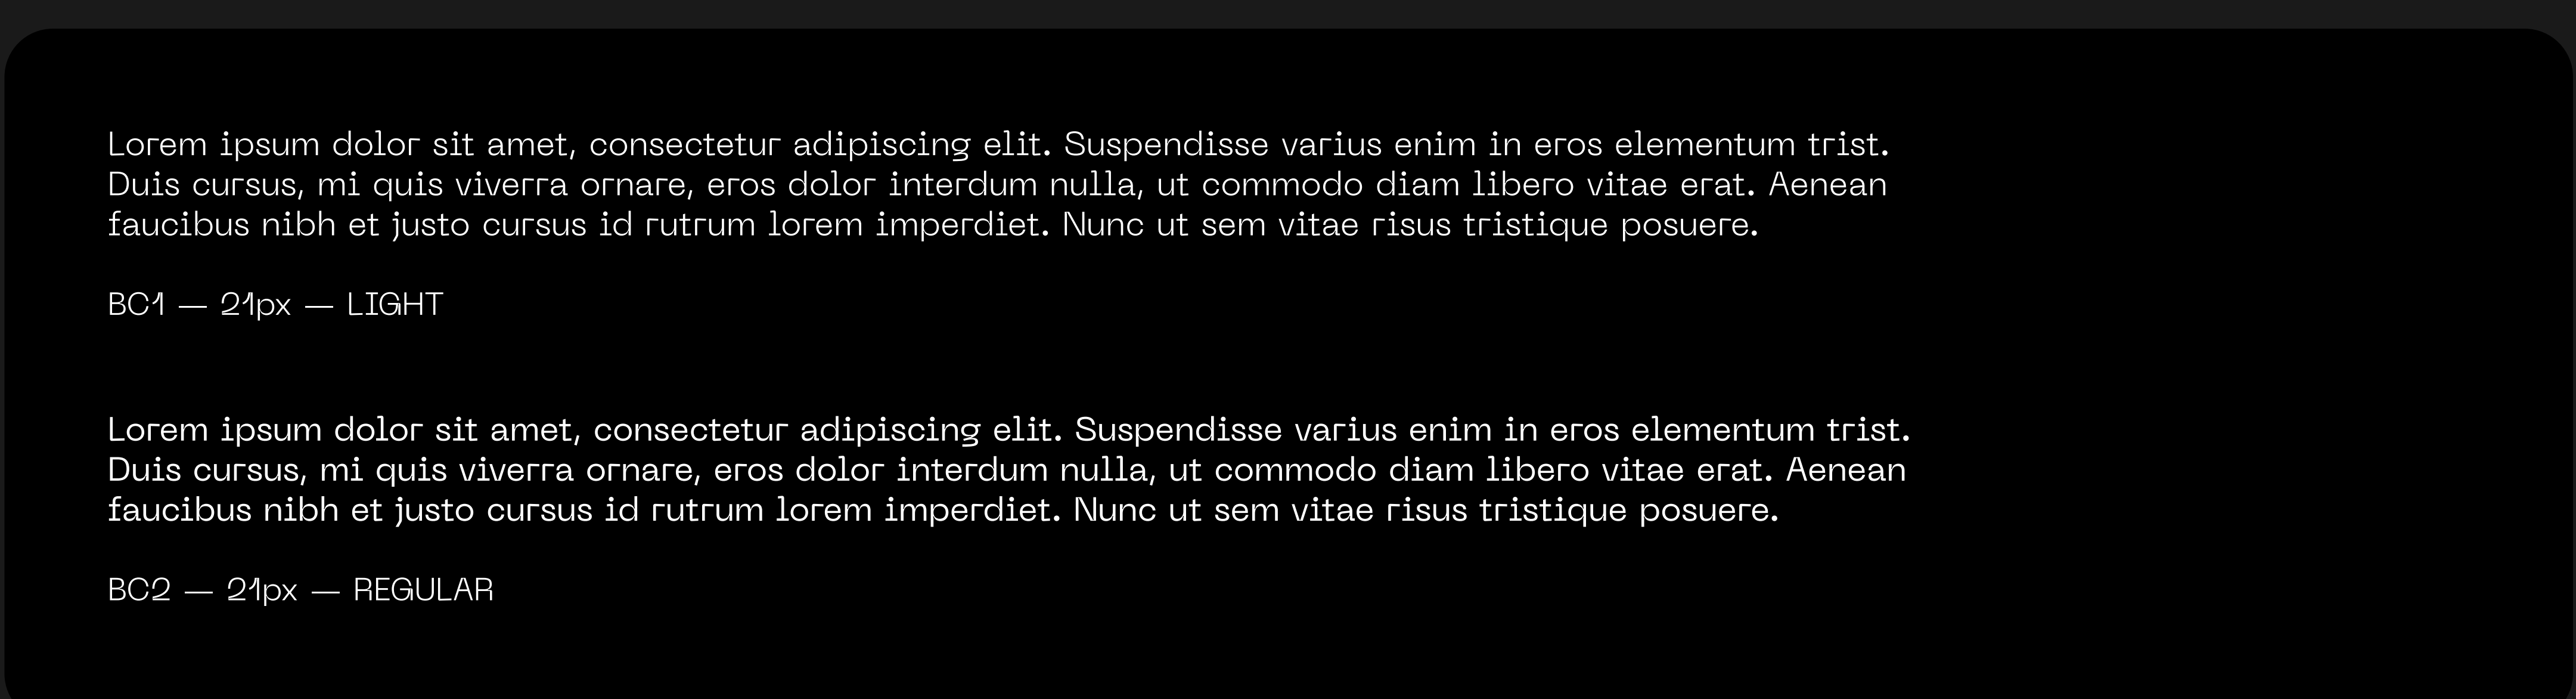 Lorem ipsum dolor sit amet, consectetur adipiscing elit. Suspendisse varius enim in eros elementum trist.
Duis cursus, mi quis viverra ornare, eros dolor interdum nulla, ut commodo diam libero vitae erat. Aenean
faucibus nibh et justo cursus id rutrum lorem imperdiet. Nunc ut sem vitae risus tristique posuere.
BC1 — 21px — LIGHT
Lorem ipsum dolor sit amet, consectetur adipiscing elit. Suspendisse varius enim in eros elementum trist.
Duis cursus, mi quis viverra ornare, eros dolor interdum nulla, ut commodo diam libero vitae erat. Aenean
faucibus nibh et justo cursus id rutrum lorem imperdiet. Nunc ut sem vitae risus tristique posuere.
BC2 — 21px — REGULAR